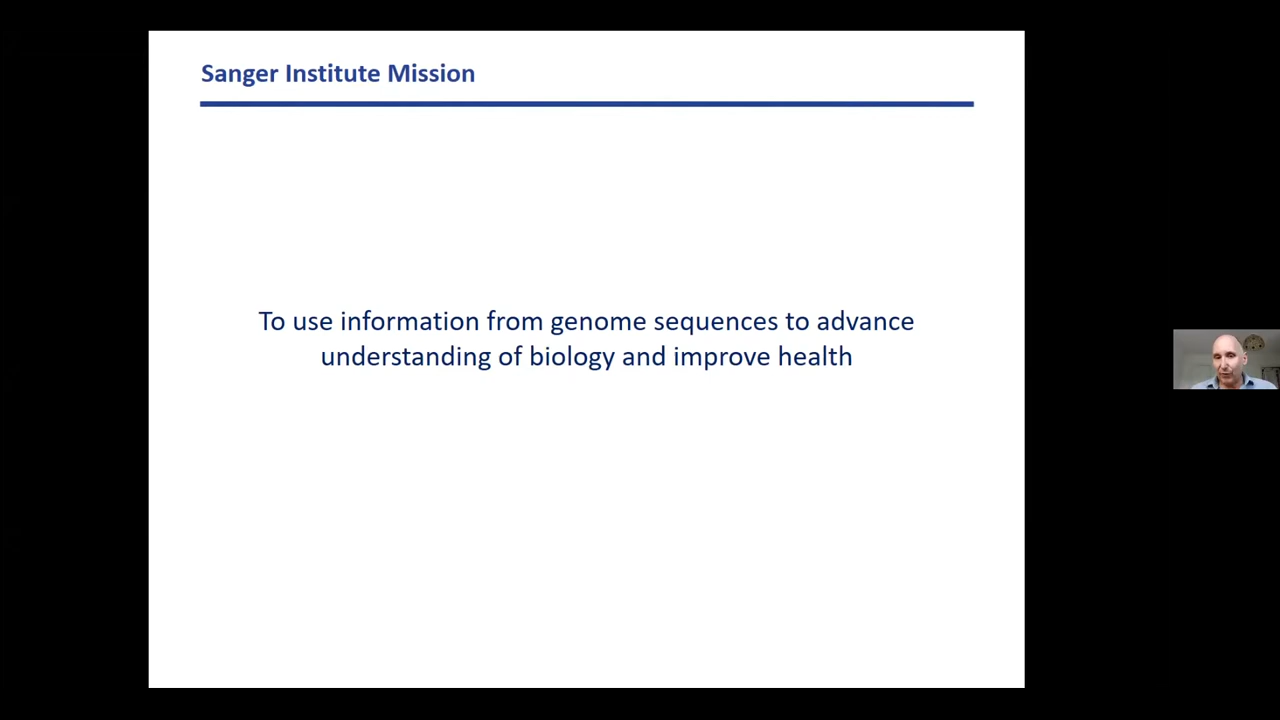 Sanger Institute Mission
To use information from genome sequences to advance
understanding of biology and improve health